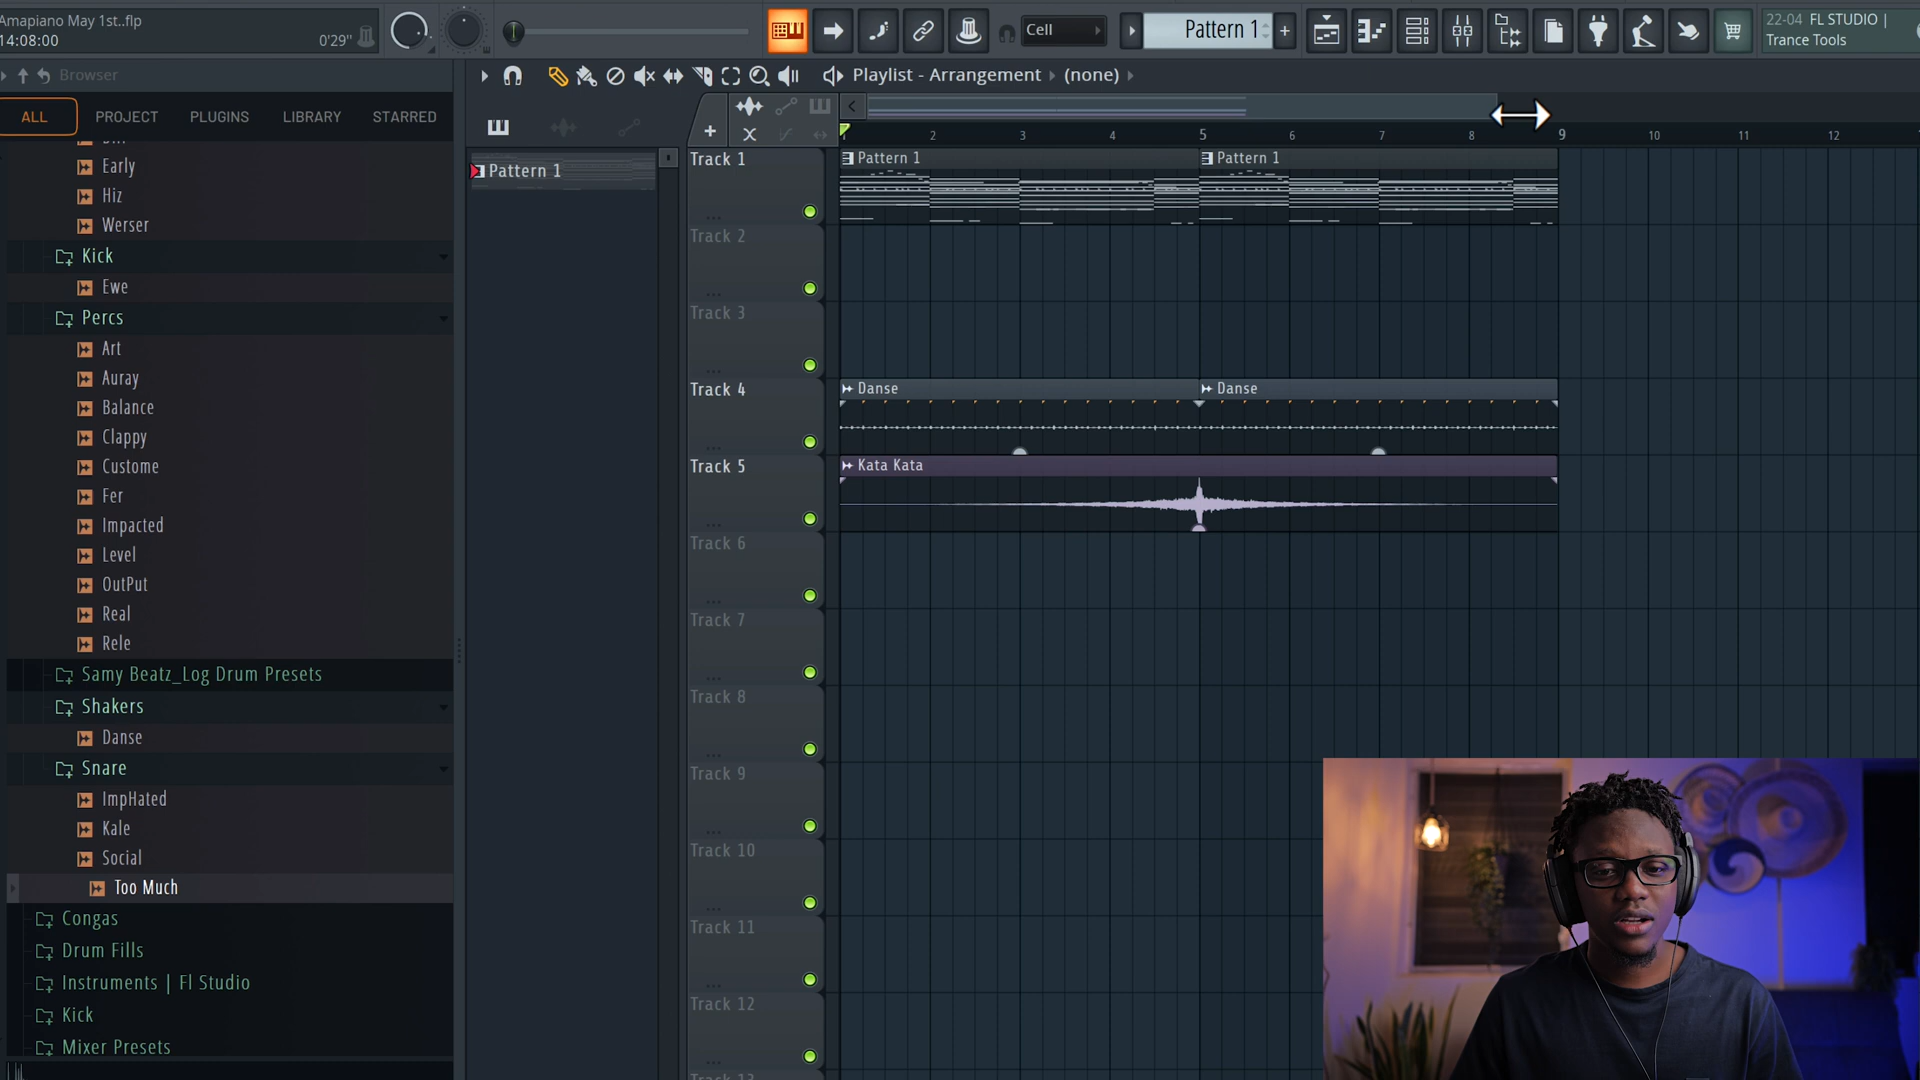 Amapiano May 1st..flp
14:08:00
0'29"
Cell
Pattern 1
22-04 FL STUDIO |
Trance Tools
Browser
Playlist - Arrangement
(none)
ALL
PROJECT
PLUGINS
LIBRARY
STARRED
Early
Hiz
Werser
Kick
Ewe
Percs
Art
Auray
Balance
Clappy
Custome
Fer
Impacted
Level
OutPut
Real
Rele
Samy Beatz_Log Drum Presets
Shakers
Danse
Snare
ImpHated
Kale
Social
Too Much
Congas
Drum Fills
Instruments | Fl Studio
Kick
Mixer Presets
Pattern 1
2 3 4 5 6 7 8 9 10 11 12
Track 1
Pattern 1
Pattern 1
Track 2
Track 3
Track 4
Danse
Danse
Track 5
Kata Kata
Track 6
Track 7
Track 8
Track 9
Track 10
Track 11
Track 12
Track 13